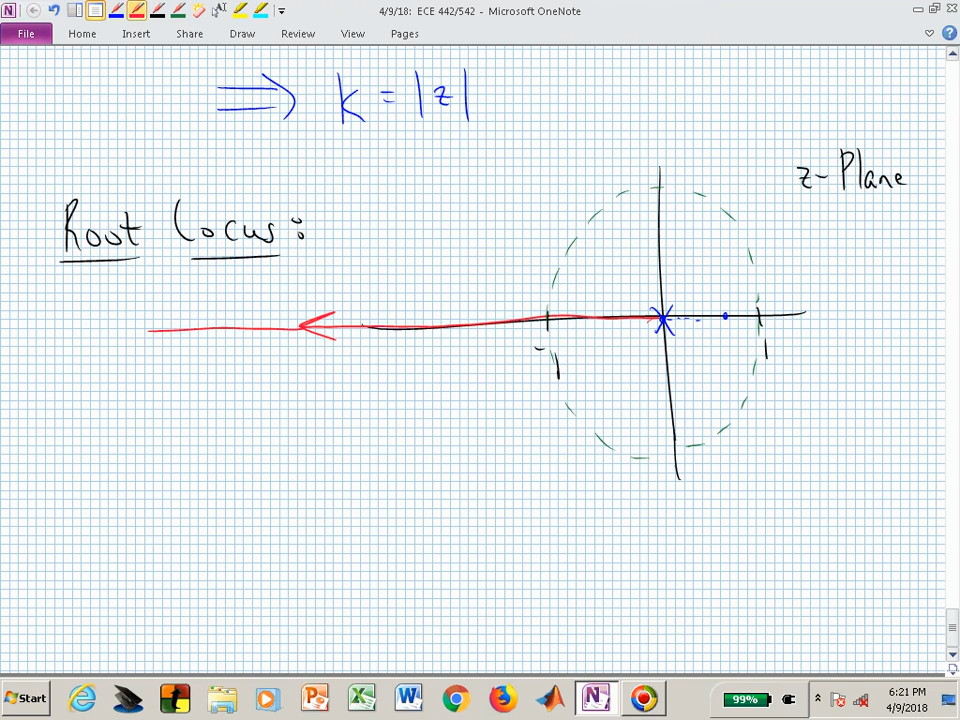 4/9/18: ECE 442/542 - Microsoft OneNote
File Home Insert Share Draw Review View Pages
⇒ k = |z|
z-Plane
Root Locus:
-1
1
Start
99%
6:21 PM
4/9/2018